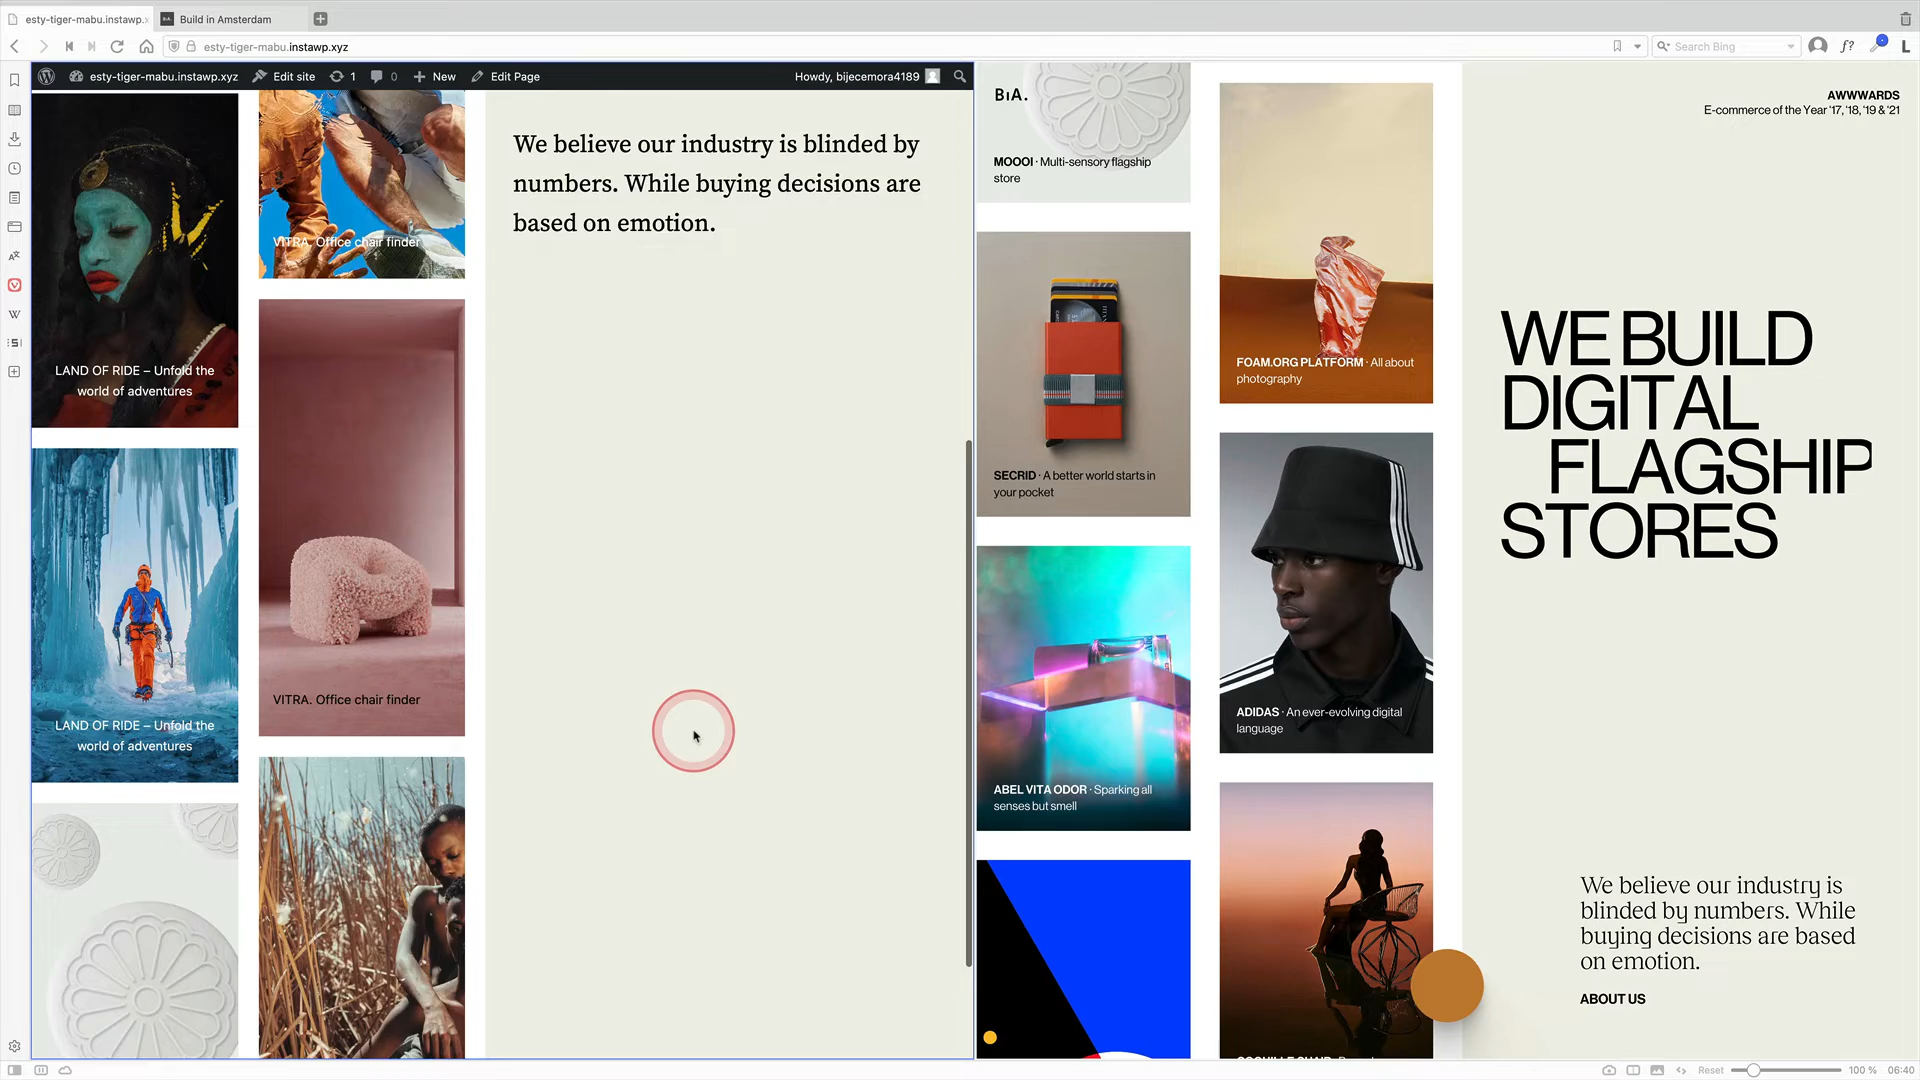 esty-tiger-mabu.instawp.x
Build in Amsterdam
esty-tiger-mabu.instawp.xyz
Search Bing
esty-tiger-mabu.instawp.xyz
Edit site
1
0
New
Edit Page
Howdy, bijecemora4189
LAND OF RIDE – Unfold the
world of adventures
LAND OF RIDE – Unfold the
world of adventures
VITRA. Office chair finder
VITRA. Office chair finder
We believe our industry is blinded by
numbers. While buying decisions are
based on emotion.
BIA.
MOOOI · Multi-sensory flagship
store
SECRID · A better world starts in
your pocket
ABEL VITA ODOR · Sparking all
senses but smell
FOAM.ORG PLATFORM · All about
photography
ADIDAS · An ever-evolving digital
language
AWWWARDS
E-commerce of the Year '17, '18, '19 & '21
WE BUILD
DIGITAL
FLAGSHIP
STORES
We believe our industry is
blinded by numbers. While
buying decisions are based
on emotion.
ABOUT US
Reset
100 %
06:40